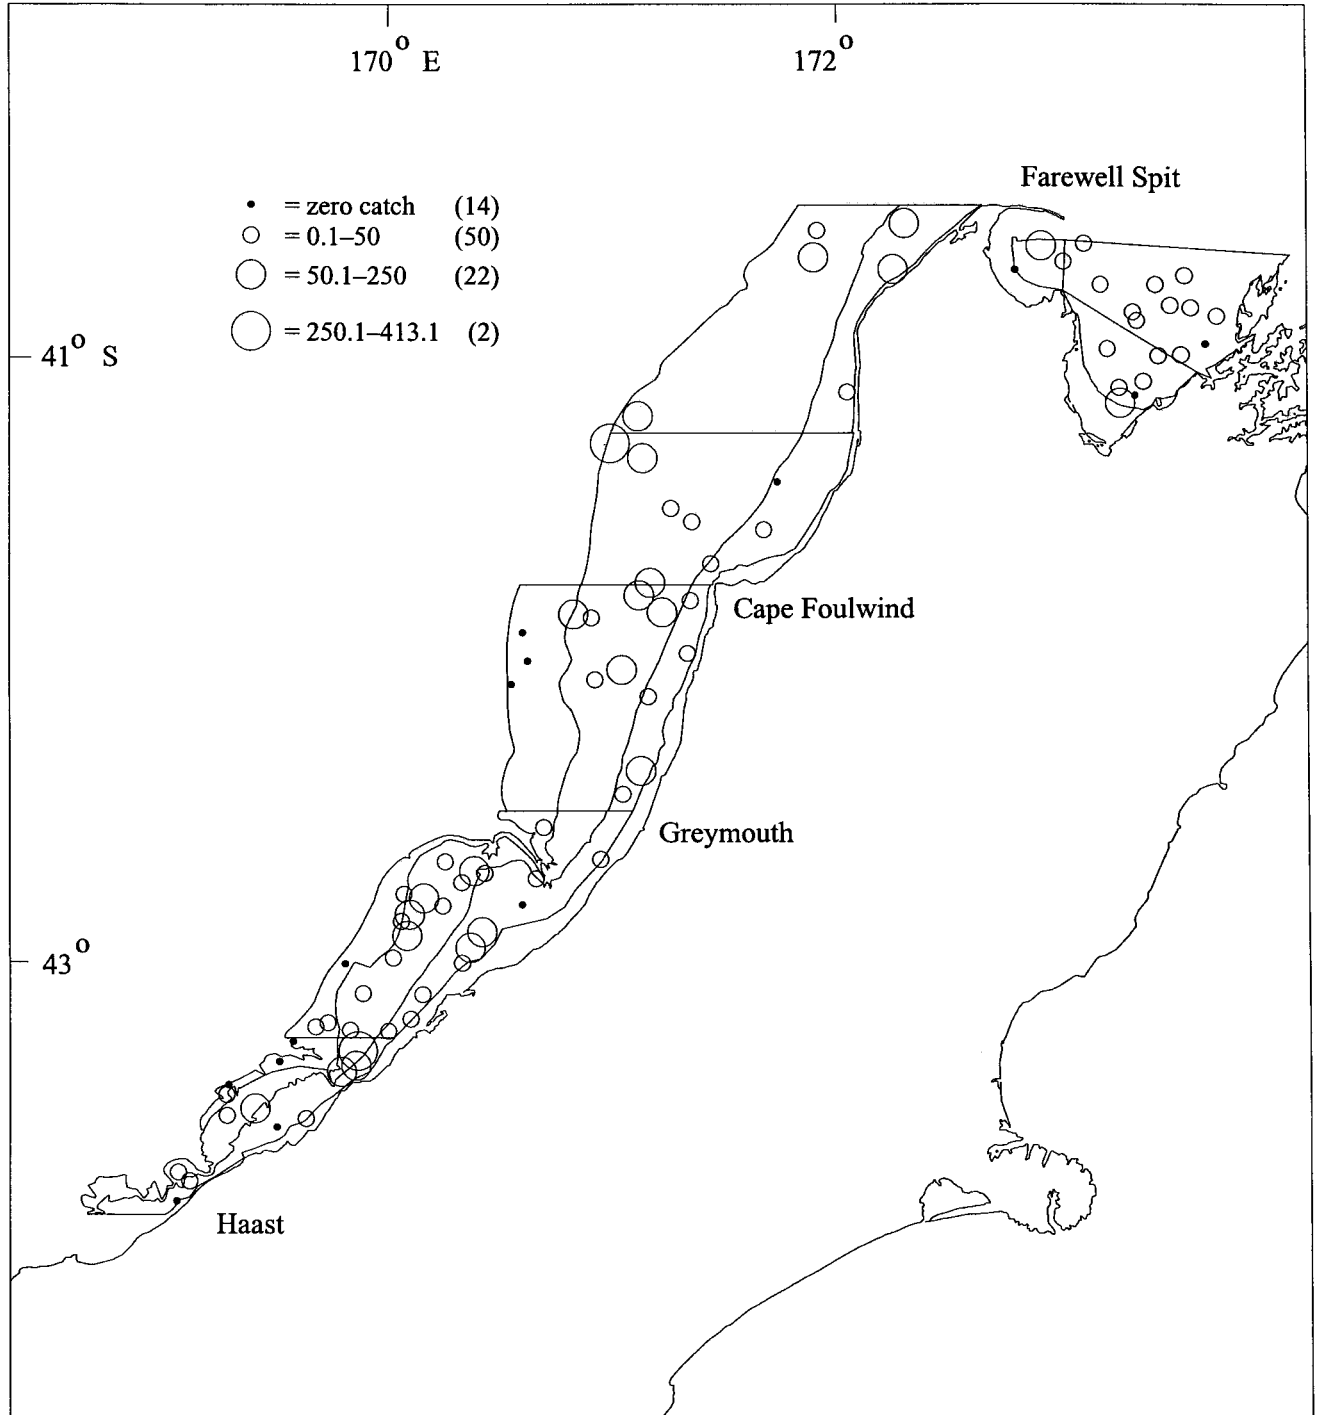 170° E 172°
Farewell Spit
= zero catch (14)
= 0.1–50 (50)
= 50.1–250 (22)
= 250.1–413.1 (2)
41° S
Cape Foulwind
Greymouth
43°
Haast